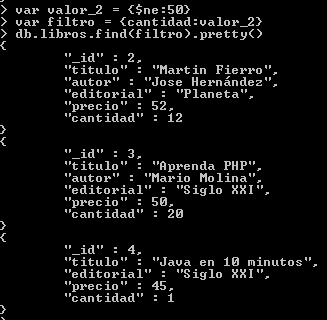 > var valor_2 = {$ne:50}
> var filtro = {cantidad:valor_2}
> db.libros.find(filtro).pretty()
{
        "_id" : 2,
        "titulo" : "Martin Fierro",
        "autor" : "Jose Hernández",
        "editorial" : "Planeta",
        "precio" : 52,
        "cantidad" : 12
}
{
        "_id" : 3,
        "titulo" : "Aprenda PHP",
        "autor" : "Mario Molina",
        "editorial" : "Siglo XXI",
        "precio" : 50,
        "cantidad" : 20
}
{
        "_id" : 4,
        "titulo" : "Java en 10 minutos",
        "editorial" : "Siglo XXI",
        "precio" : 45,
        "cantidad" : 1
}
>